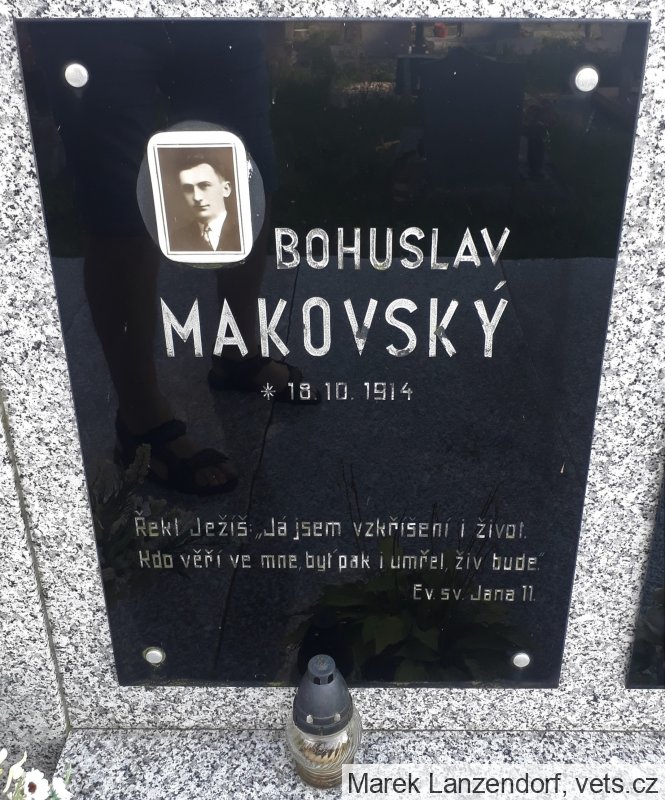 BOHUSLAV
MAKOVSKÝ
* 18. 10. 1914
Řekl Ježíš: „Já jsem vzkříšení i život.
Kdo věří ve mne, byť pak i umřel, živ bude."
Ev. sv. Jana 11.
Marek Lanzendorf, vets.cz